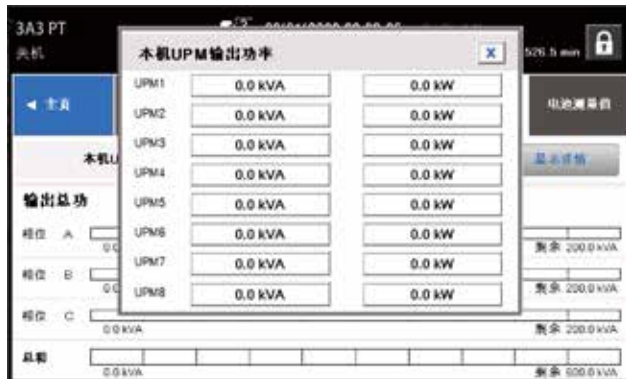 3A3 PT
关机
526.5 min
本机UPM输出功率
X
主页
电池测量值
UPM1 0.0 kVA 0.0 kW
UPM2 0.0 kVA 0.0 kW
UPM3 0.0 kVA 0.0 kW
UPM4 0.0 kVA 0.0 kW
UPM5 0.0 kVA 0.0 kW
UPM6 0.0 kVA 0.0 kW
UPM7 0.0 kVA 0.0 kW
UPM8 0.0 kVA 0.0 kW
本机U
显示详情
输出总功
相位 A
剩余 200.0 kVA
相位 B
剩余 200.0 kVA
相位 C
0.0 kVA 剩余 200.0 kVA
总和
0.0 kVA 剩余 600.0 kVA